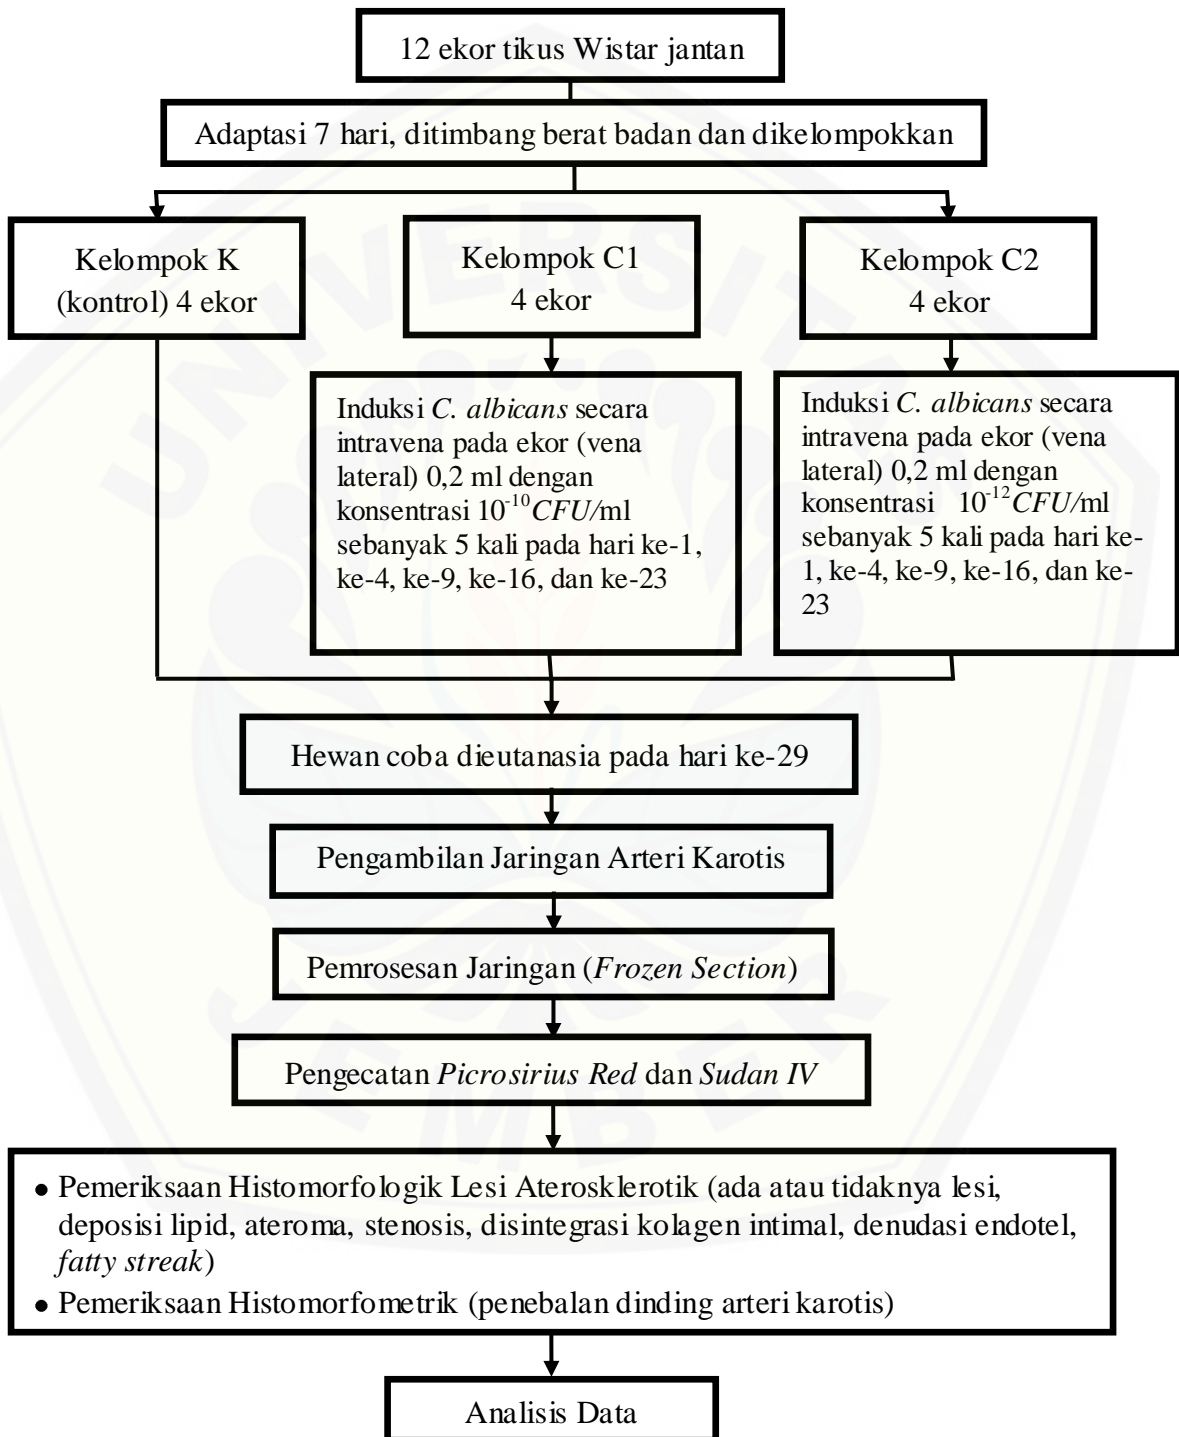 12 ekor tikus Wistar jantan
Adaptasi 7 hari, ditimbang berat badan dan dikelompokkan
Kelompok K
(kontrol) 4 ekor
Kelompok C1
4 ekor
Kelompok C2
4 ekor
Induksi C. albicans secara
intravena pada ekor (vena
lateral) 0,2 ml dengan
konsentrasi 10⁻¹⁰ CFU/ml
sebanyak 5 kali pada hari ke-1,
ke-4, ke-9, ke-16, dan ke-23
Induksi C. albicans secara
intravena pada ekor (vena
lateral) 0,2 ml dengan
konsentrasi 10⁻¹² CFU/ml
sebanyak 5 kali pada hari ke-
1, ke-4, ke-9, ke-16, dan ke-
23
Hewan coba dieutanasia pada hari ke-29
Pengambilan Jaringan Arteri Karotis
Pemrosesan Jaringan (Frozen Section)
Pengecatan Picrosirius Red dan Sudan IV
• Pemeriksaan Histomorfologik Lesi Aterosklerotik (ada atau tidaknya lesi,
deposisi lipid, ateroma, stenosis, disintegrasi kolagen intimal, denudasi endotel,
fatty streak)
• Pemeriksaan Histomorfometrik (penebalan dinding arteri karotis)
Analisis Data
UNIVERSITAS
JEMBER